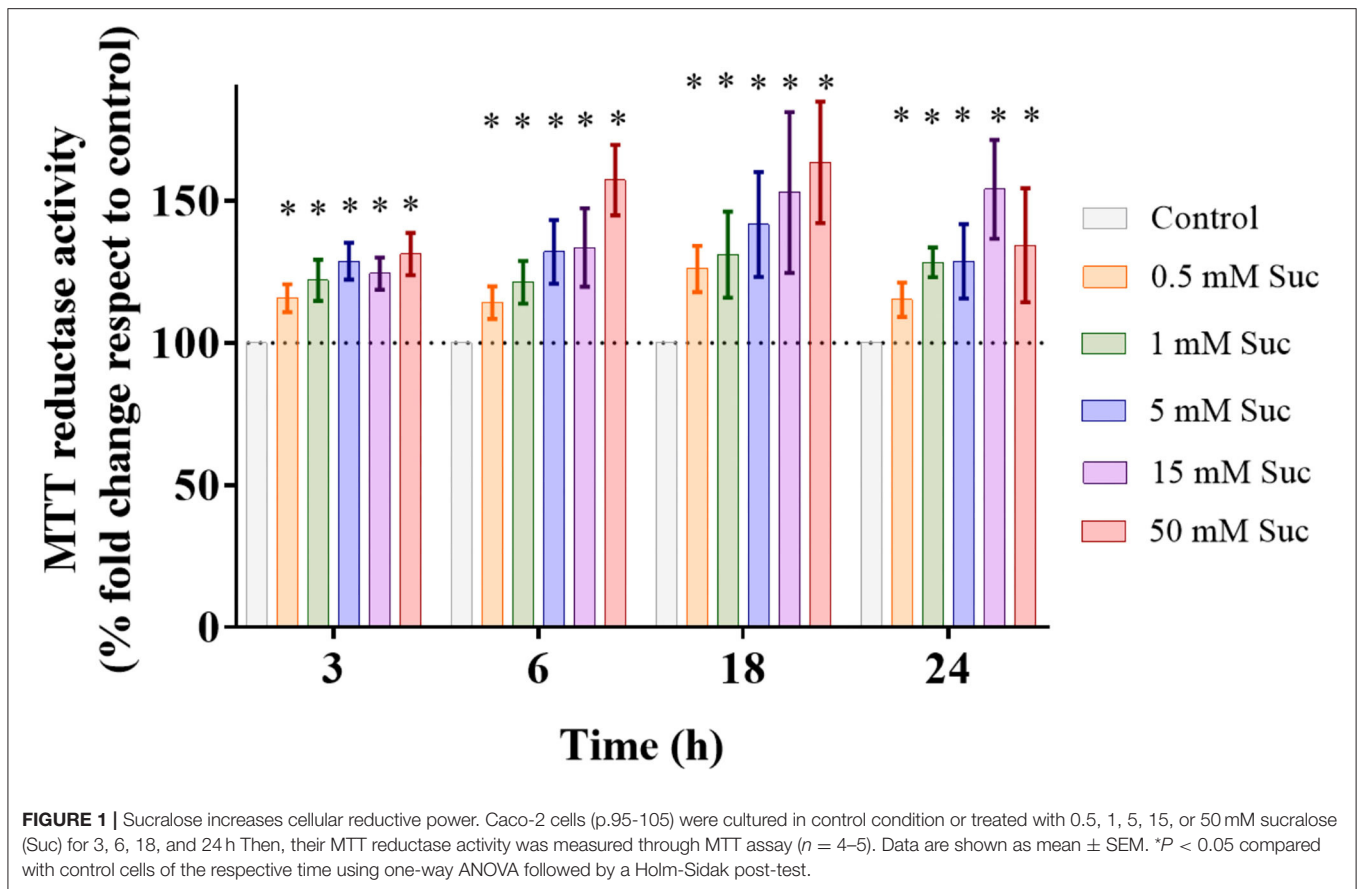 MTT reductase activity
(% fold change respect to control)
150
100
50
0
* * * * *
* * * * *
* * * * *
* * * * *
3 6 18 24
Time (h)
Control
0.5 mM Suc
1 mM Suc
5 mM Suc
15 mM Suc
50 mM Suc
FIGURE 1 | Sucralose increases cellular reductive power. Caco-2 cells (p.95-105) were cultured in control condition or treated with 0.5, 1, 5, 15, or 50 mM sucralose
(Suc) for 3, 6, 18, and 24 h Then, their MTT reductase activity was measured through MTT assay (n = 4–5). Data are shown as mean ± SEM. *P < 0.05 compared
with control cells of the respective time using one-way ANOVA followed by a Holm-Sidak post-test.